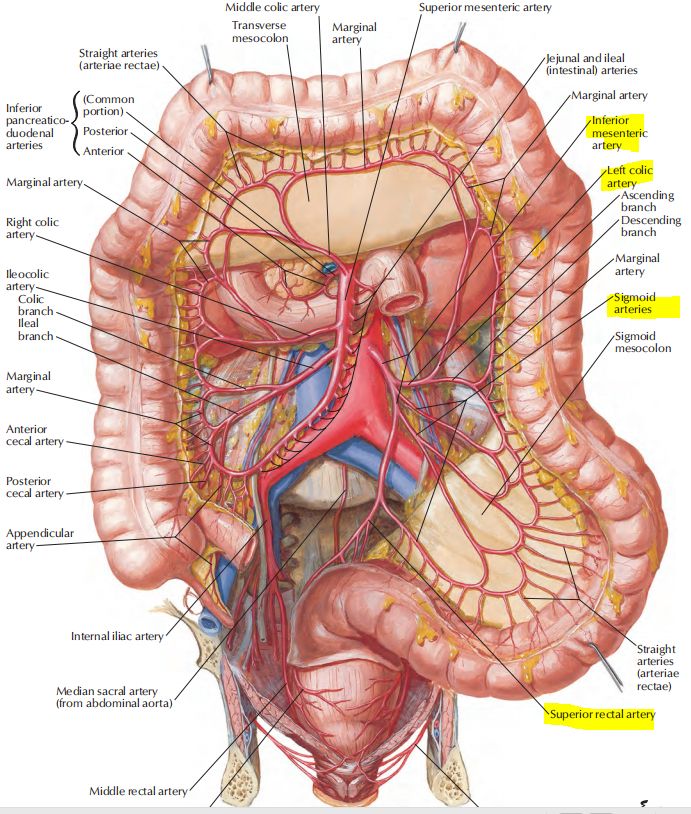 Middle colic artery
Superior mesenteric artery
Transverse
mesocolon
Marginal
artery
Straight arteries
(arteriae rectae)
Jejunal and ileal
(intestinal) arteries
Marginal artery
Inferior
pancreatico-
duodenal
arteries
(Common
portion)
Posterior
Anterior
Inferior
mesenteric
artery
Left colic
artery
Marginal artery
Ascending
branch
Descending
branch
Right colic
artery
Marginal
artery
Ileocolic
artery
Colic
branch
Ileal
branch
Sigmoid
arteries
Sigmoid
mesocolon
Marginal
artery
Anterior
cecal artery
Posterior
cecal artery
Appendicular
artery
Internal iliac artery
Straight
arteries
(arteriae
rectae)
Median sacral artery
(from abdominal aorta)
Superior rectal artery
Middle rectal artery